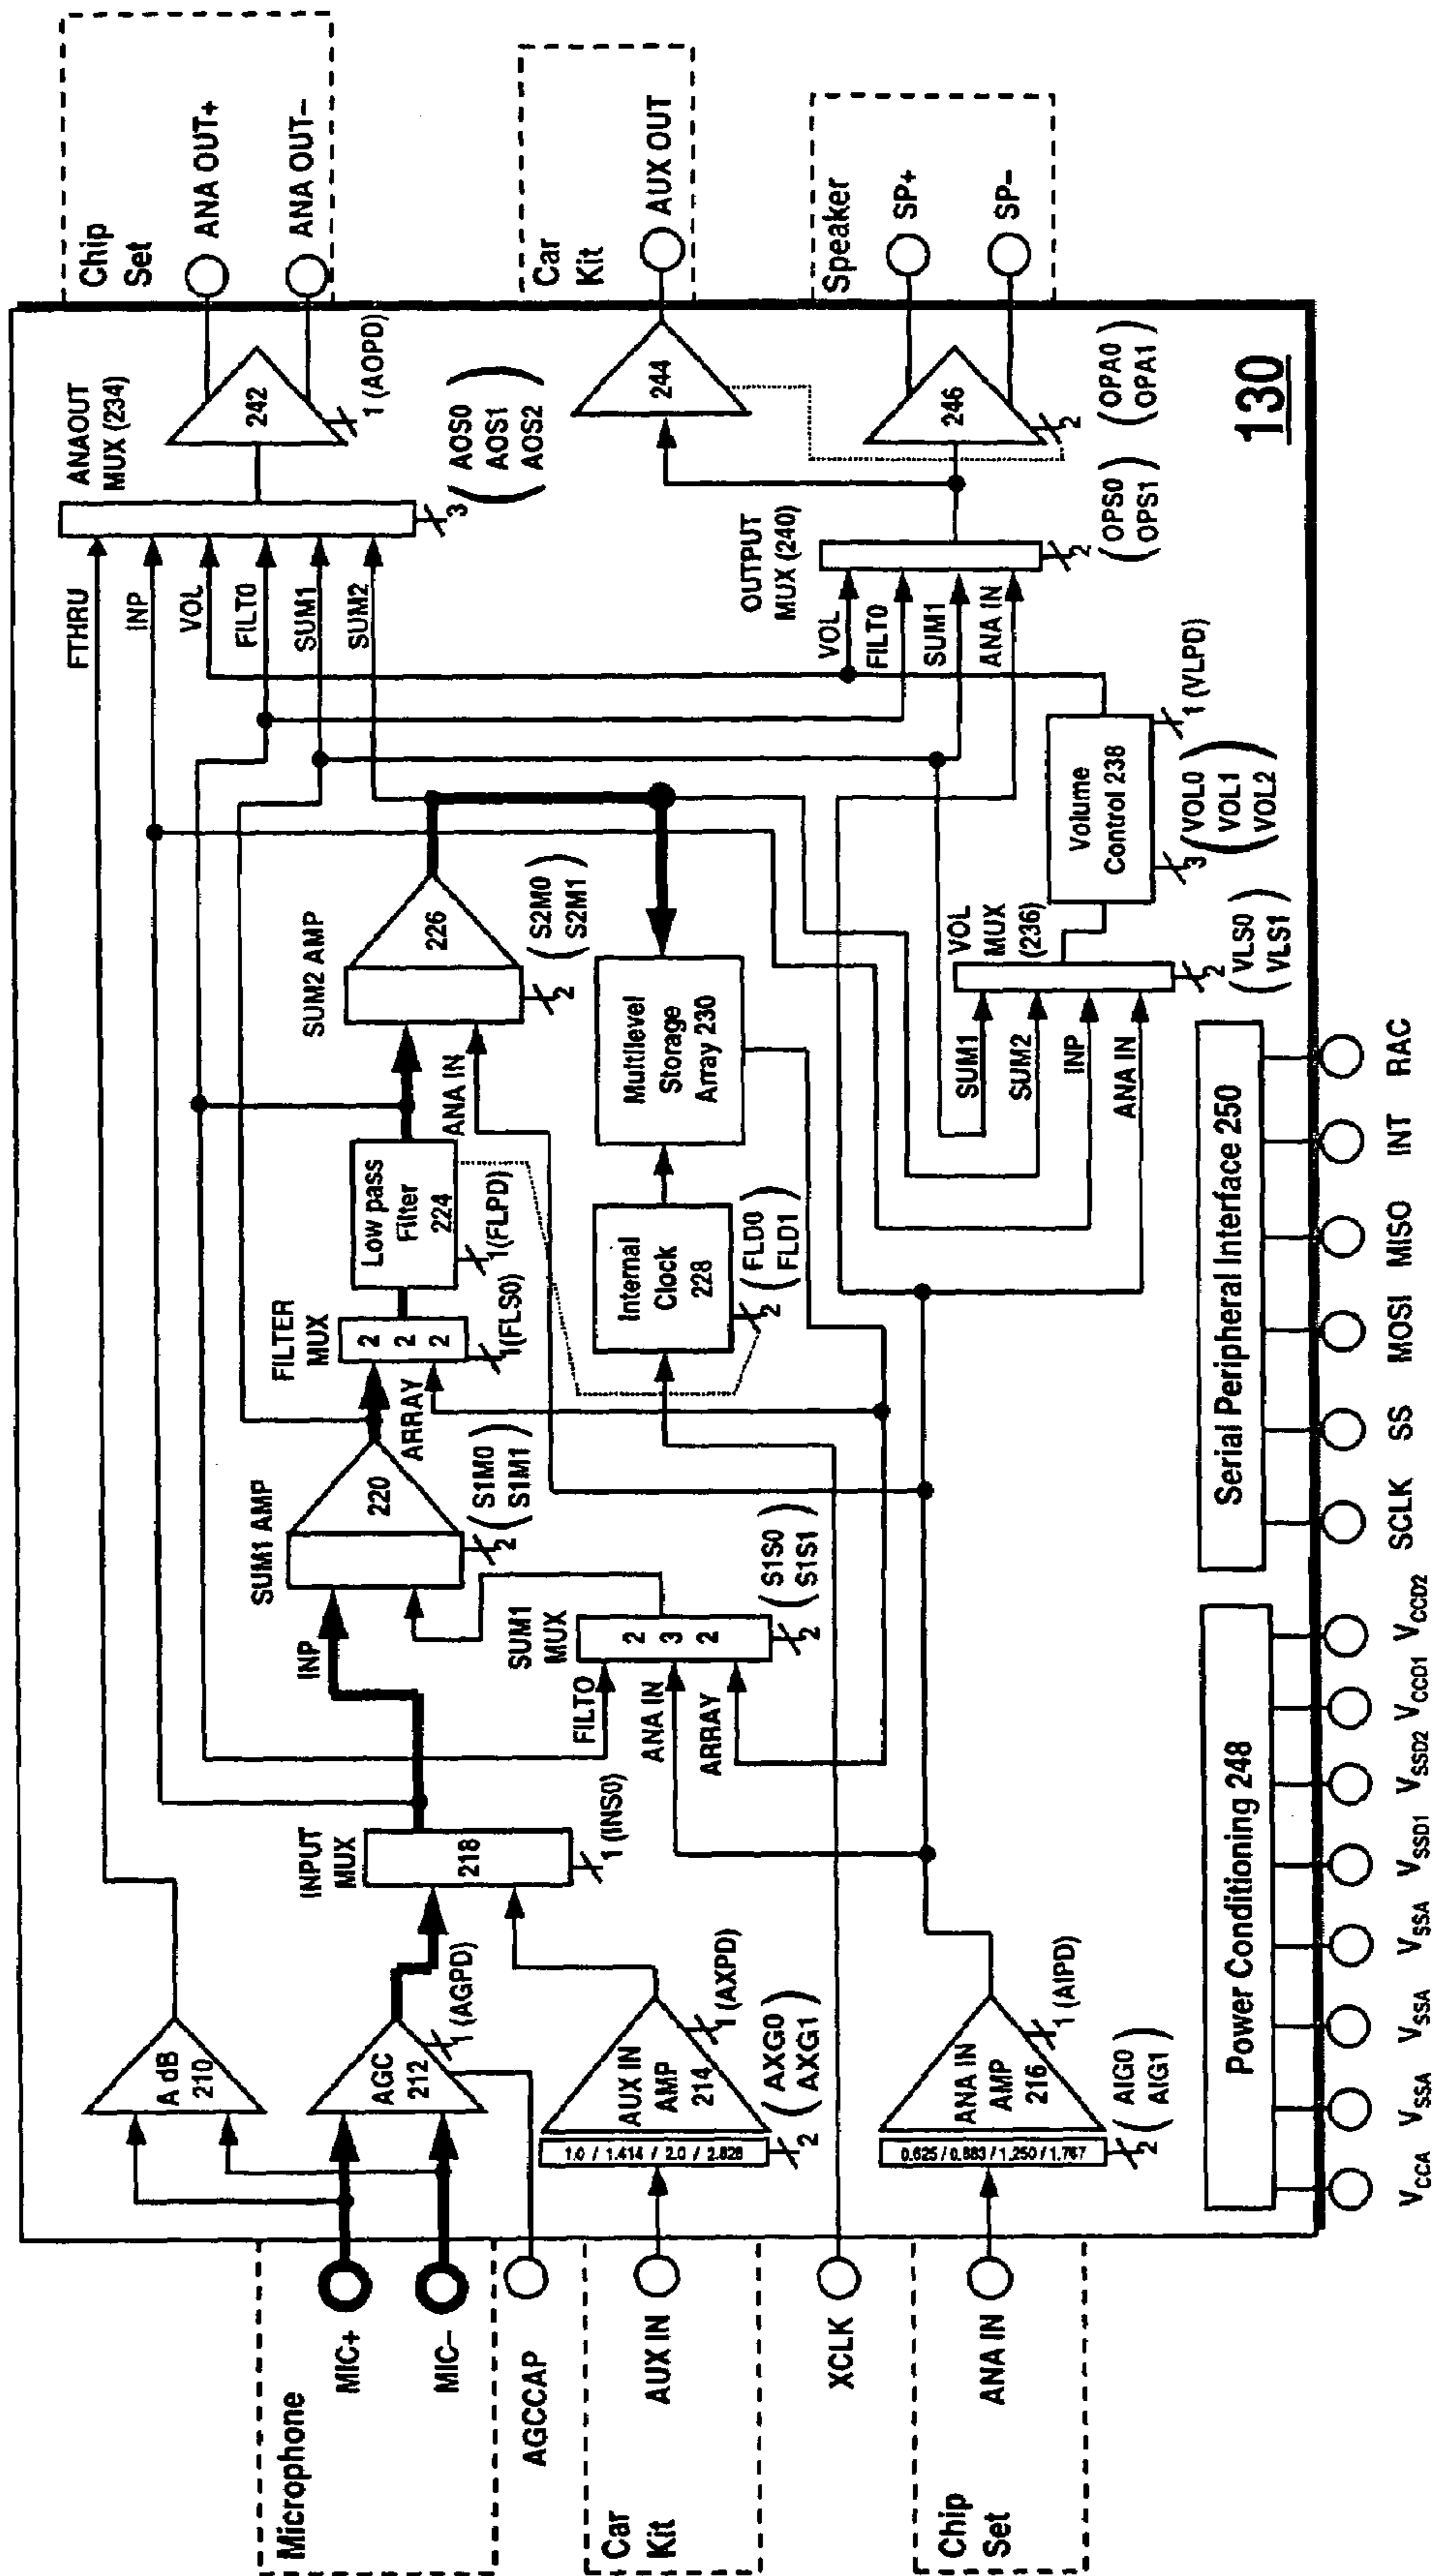 Microphone
MIC+
MIC−
AGCCAP
Car
Kit
AUX IN
XCLK
Chip
Set
ANA IN
A dB
210
AGC
212
1 (AGPD)
AUX IN
AMP
214
1.0 / 1.414 / 2.0 / 2.828
1 (AXPD)
2
(AXG0)
(AXG1)
ANA IN
AMP
216
0.625 / 0.883 / 1.250 / 1.767
1 (AIPD)
2
(AIG0)
(AIG1)
INPUT
MUX
218
1 (INS0)
INP
FILTO
ANA IN
ARRAY
SUM1
MUX
2
3
2
2
(S1S0)
(S1S1)
SUM1 AMP
220
2
(S1M0)
(S1M1)
ARRAY
FILTER
MUX
2
2
2
1(FLS0)
Low pass
Filter
224
1(FLPD)
ANA IN
SUM2 AMP
226
2
(S2M0)
(S2M1)
Internal
Clock
228
2
(FLD0)
(FLD1)
Multilevel
Storage
Array 230
SUM1
SUM2
INP
ANA IN
VOL
MUX
(236)
2
(VLS0)
(VLS1)
Volume
Control 238
1 (VLPD)
3
(VOL0)
(VOL1)
(VOL2)
FTHRU
INP
VOL
FILT0
SUM1
SUM2
ANAOUT
MUX (234)
3
(AOS0)
(AOS1)
(AOS2)
242
1 (AOPD)
VOL
FILT0
SUM1
ANA IN
OUTPUT
MUX (240)
2
(OPS0)
(OPS1)
244
246
2
(OPA0)
(OPA1)
130
Chip
Set
ANA OUT+
ANA OUT−
Car
Kit
AUX OUT
Speaker
SP+
SP−
Power Conditioning 248
VCCA
VSSA
VSSA
VSSA
VSSD1
VSSD2
VCCD1
VCCD2
Serial Peripheral Interface 250
SCLK
SS
MOSI
MISO
INT
RAC